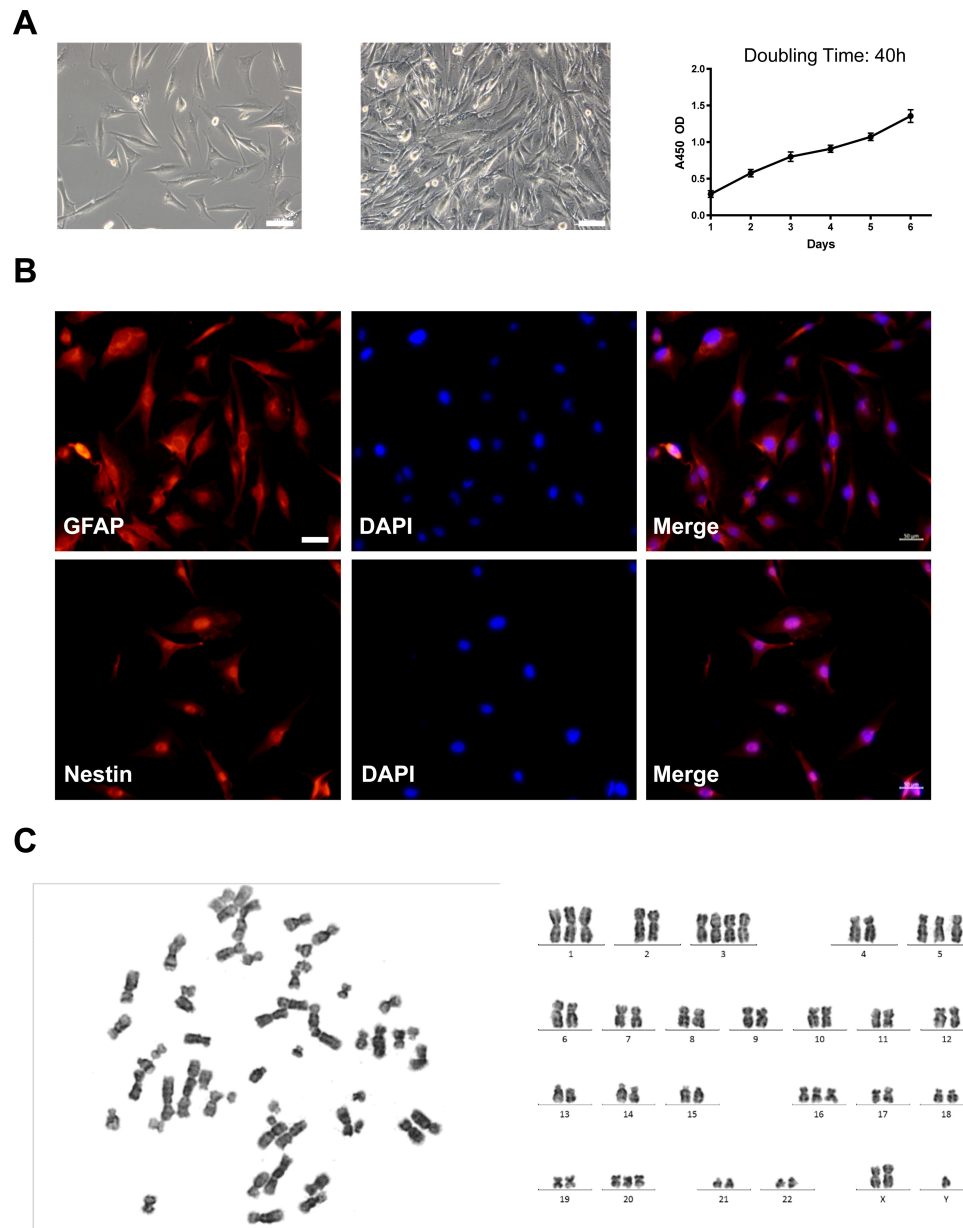 A
Doubling Time: 40h
A450 OD
2.0
1.5
1.0
0.5
0.0
1 2 3 4 5 6
Days
B
GFAP
DAPI
Merge
50 μm
Nestin
DAPI
Merge
C
1 2 3 4 5
6 7 8 9 10 11 12
13 14 15 16 17 18
19 20 21 22 X Y